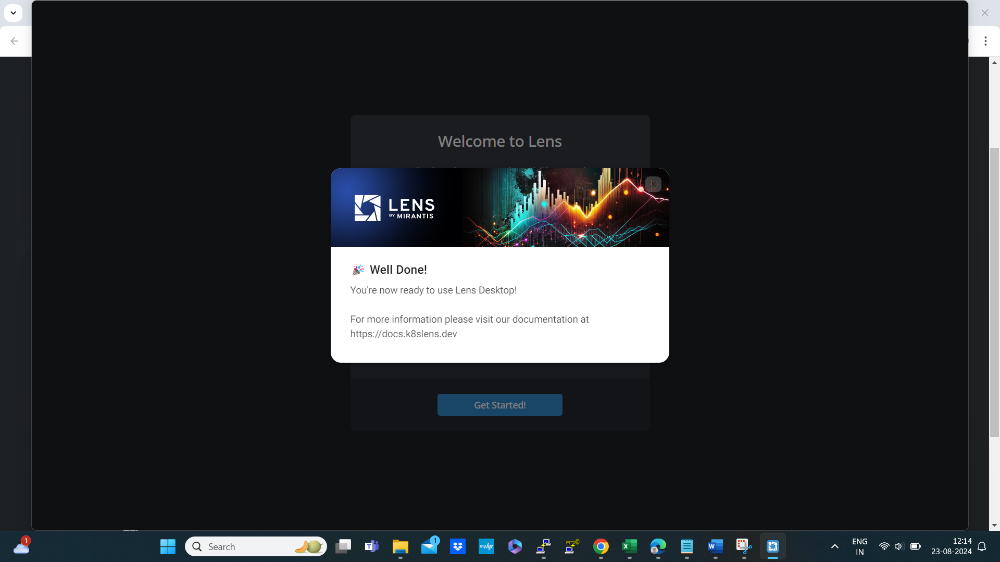 Welcome to Lens
LENS
BY MIRANTIS
Well Done!
You're now ready to use Lens Desktop!
For more information please visit our documentation at
https://docs.k8slens.dev
Get Started!
1
Search
1
myhp
ENG
IN
12:14
23-08-2024